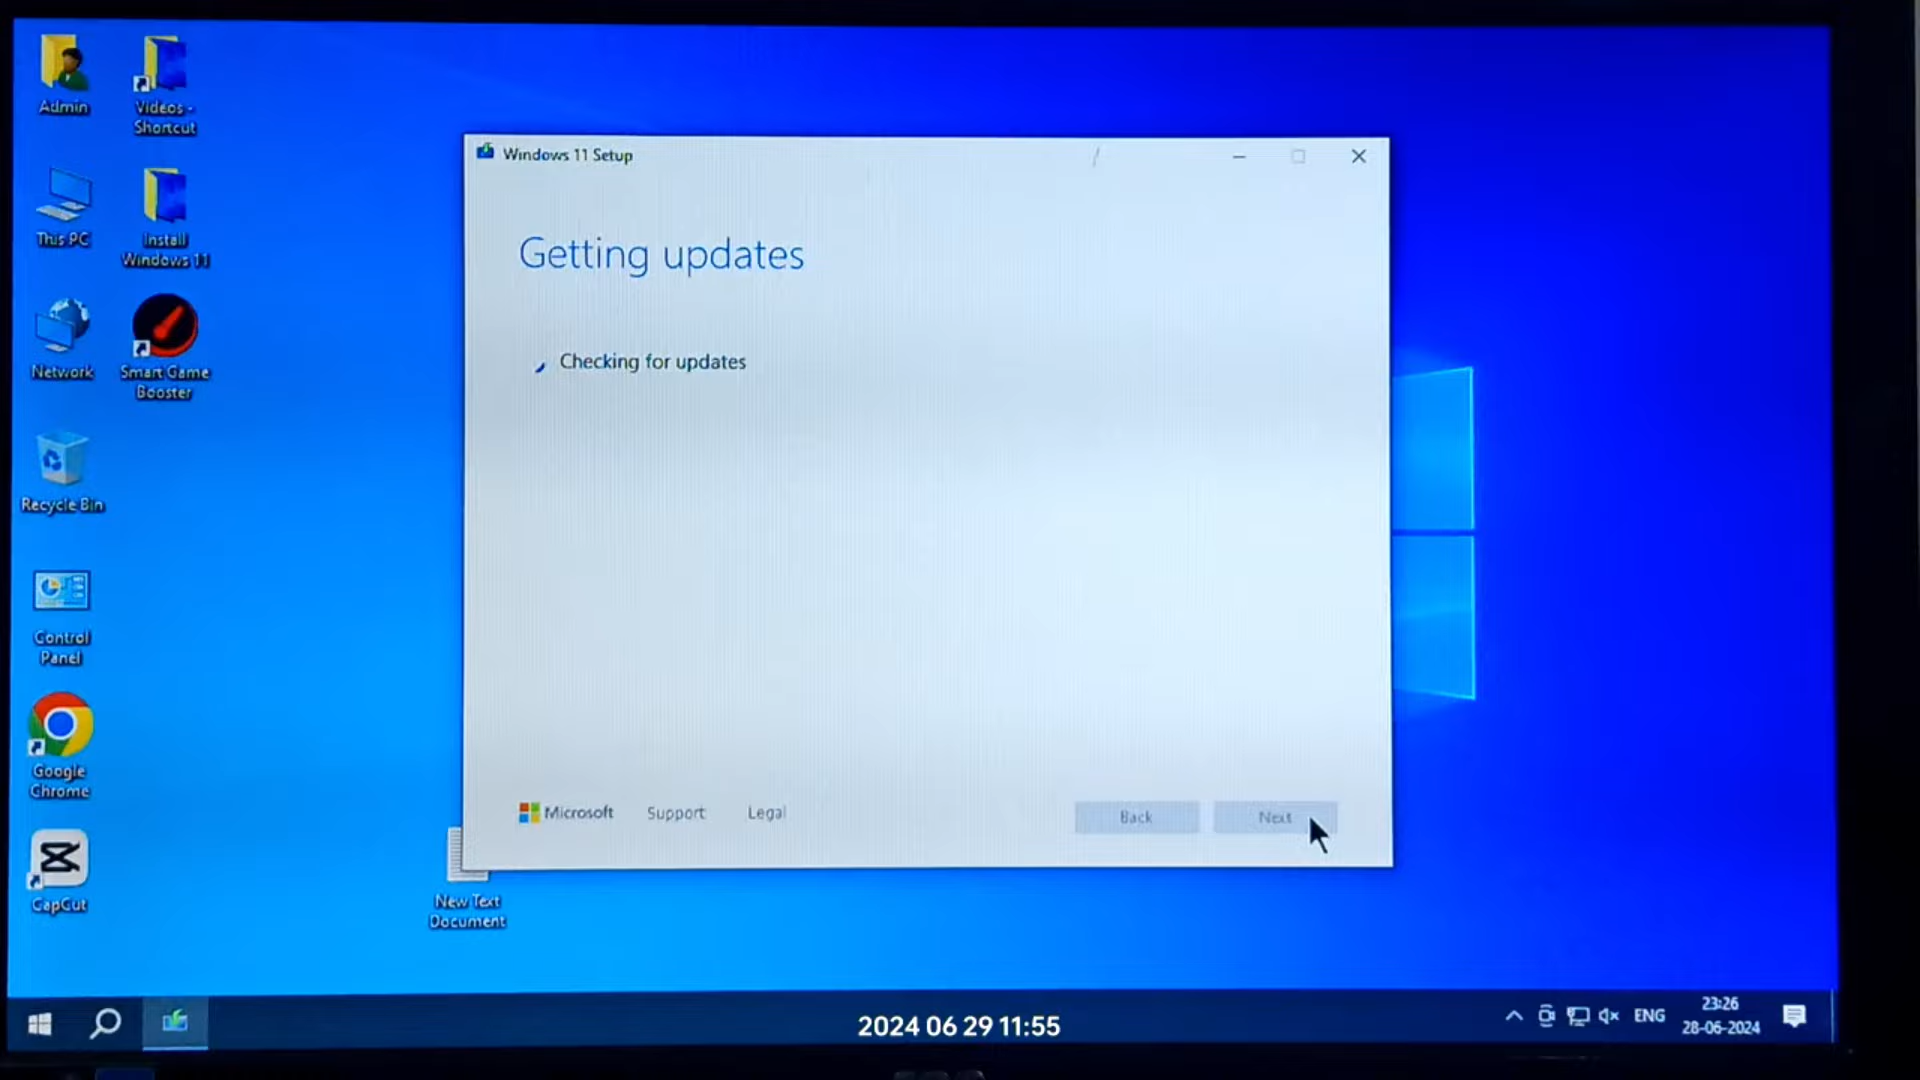 Admin
Videos -
Shortcut
This PC
Install
Windows 11
Network
Smart Game
Booster
Recycle Bin
Control
Panel
Google
Chrome
CapCut
New Text
Document
Windows 11 Setup
Getting updates
Checking for updates
Microsoft
Support
Legal
Back
Next
2024 06 29 11:55
ENG
23:26
28-06-2024